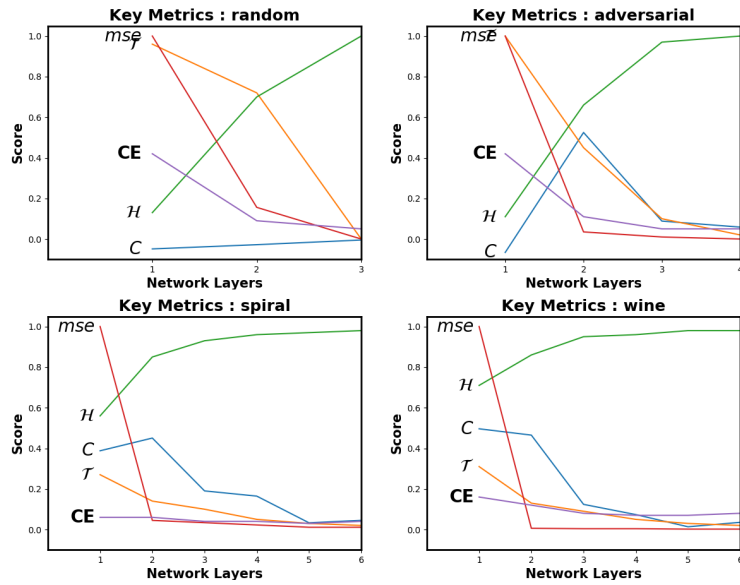 Key Metrics : random
1.0
0.8
0.6
0.4
0.2
0.0
Score
mse
𝒯
CE
ℋ
C
1 2 3
Network Layers
Key Metrics : adversarial
1.0
0.8
0.6
0.4
0.2
0.0
Score
mse
CE
ℋ
C
1 2 3 4
Network Layers
Key Metrics : spiral
1.0
0.8
0.6
0.4
0.2
0.0
Score
mse
ℋ
C
𝒯
CE
1 2 3 4 5 6
Network Layers
Key Metrics : wine
1.0
0.8
0.6
0.4
0.2
0.0
Score
mse
ℋ
C
𝒯
CE
1 2 3 4 5 6
Network Layers